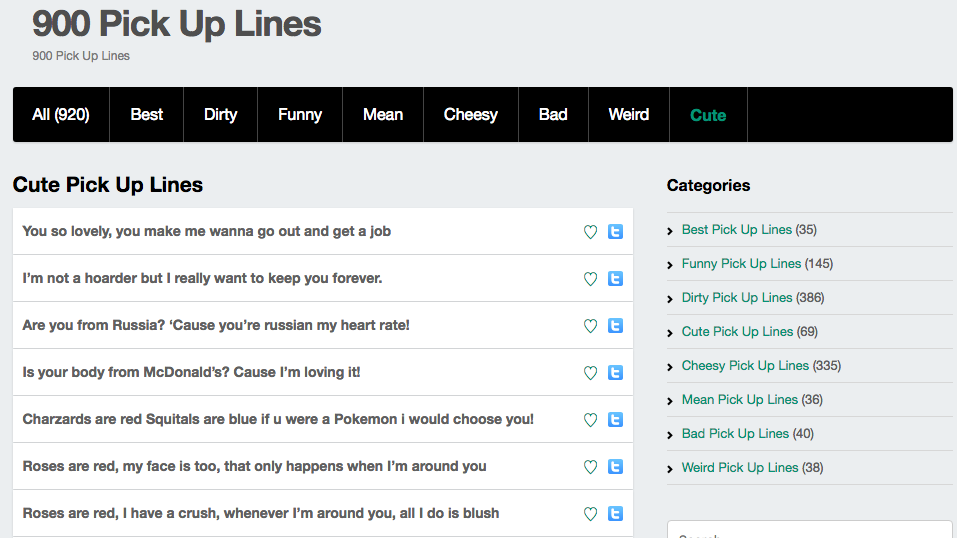 900 Pick Up Lines
900 Pick Up Lines
All (920) Best Dirty Funny Mean Cheesy Bad Weird Cute
Cute Pick Up Lines
You so lovely, you make me wanna go out and get a job
I’m not a hoarder but I really want to keep you forever.
Are you from Russia? ‘Cause you’re russian my heart rate!
Is your body from McDonald’s? Cause I’m loving it!
Charzards are red Squitals are blue if u were a Pokemon i would choose you!
Roses are red, my face is too, that only happens when I’m around you
Roses are red, I have a crush, whenever I’m around you, all I do is blush
Categories
Best Pick Up Lines (35)
Funny Pick Up Lines (145)
Dirty Pick Up Lines (386)
Cute Pick Up Lines (69)
Cheesy Pick Up Lines (335)
Mean Pick Up Lines (36)
Bad Pick Up Lines (40)
Weird Pick Up Lines (38)